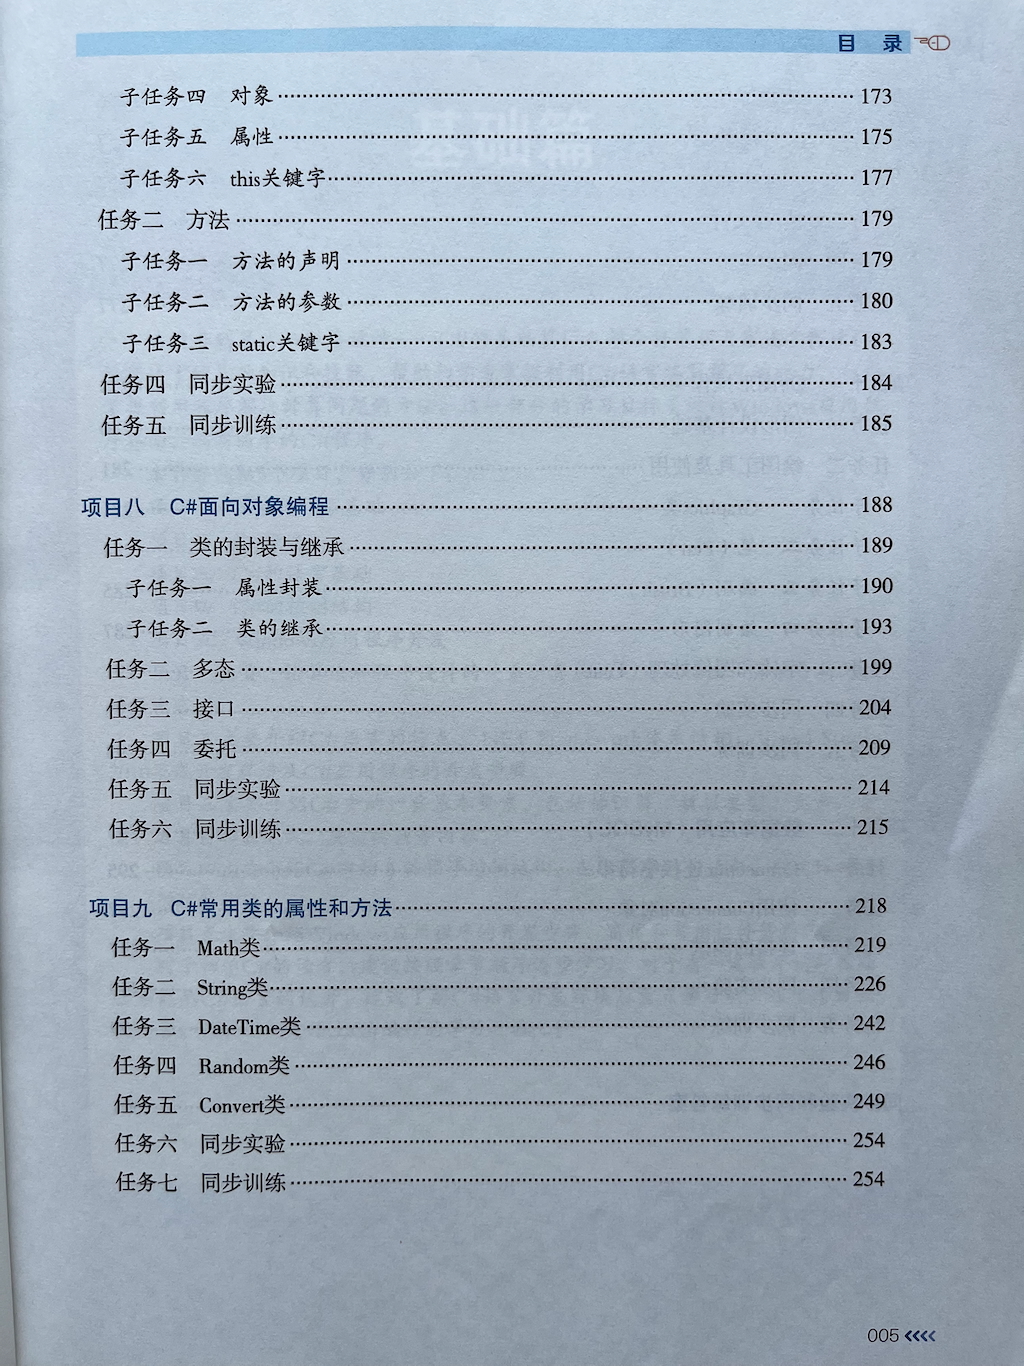 目 录
子任务四 对象 173
子任务五 属性 175
子任务六 this关键字 177
任务二 方法 179
子任务一 方法的声明 179
子任务二 方法的参数 180
子任务三 static关键字 183
任务四 同步实验 184
任务五 同步训练 185
项目八 C#面向对象编程 188
任务一 类的封装与继承 189
子任务一 属性封装 190
子任务二 类的继承 193
任务二 多态 199
任务三 接口 204
任务四 委托 209
任务五 同步实验 214
任务六 同步训练 215
项目九 C#常用类的属性和方法 218
任务一 Math类 219
任务二 String类 226
任务三 DateTime类 242
任务四 Random类 246
任务五 Convert类 249
任务六 同步实验 254
任务七 同步训练 254
005